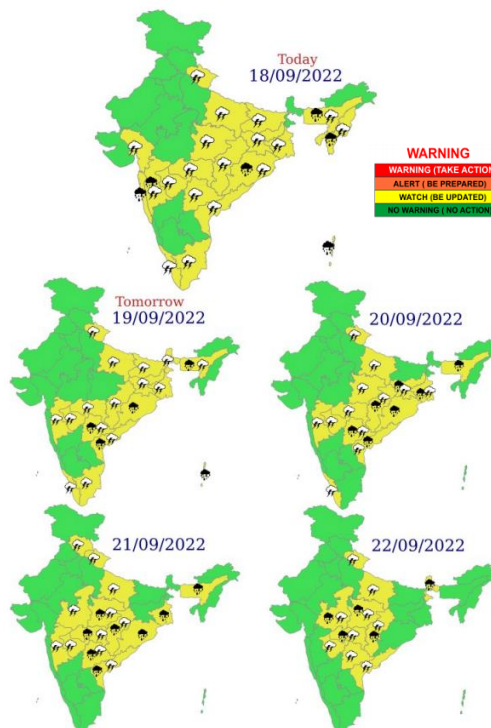 Today
18/09/2022
WARNING
WARNING (TAKE ACTION
ALERT ( BE PREPARED)
WATCH (BE UPDATED)
NO WARNING ( NO ACTION
Tomorrow
19/09/2022
20/09/2022
21/09/2022
22/09/2022